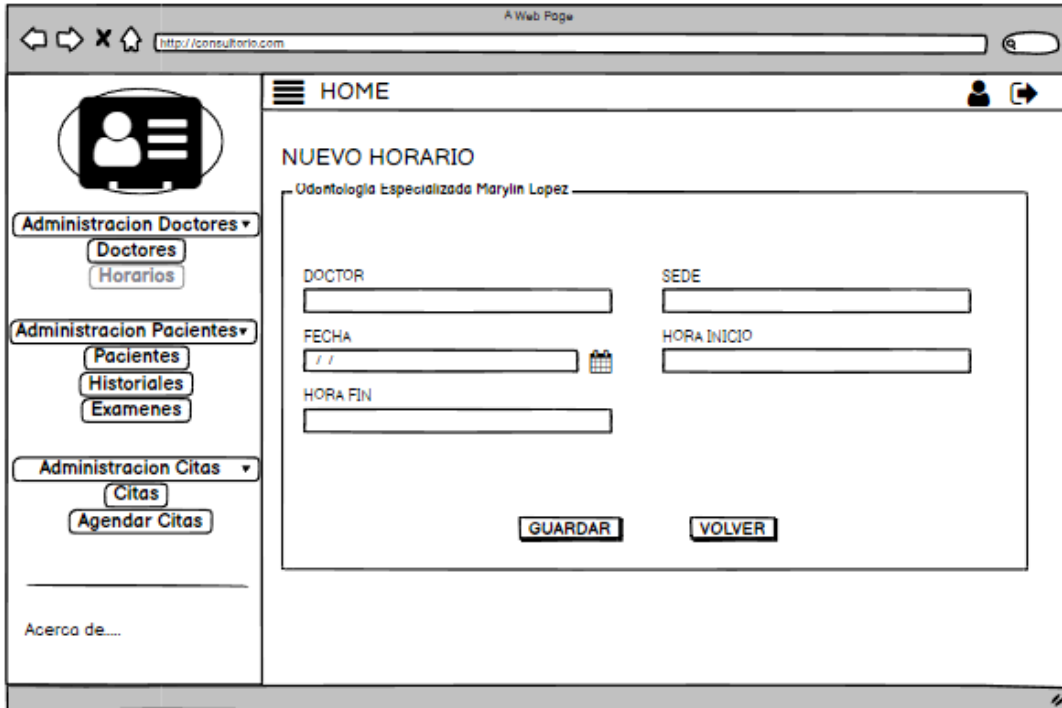 A Web Page
http://consultorio.com
HOME
Administracion Doctores
Doctores
Horarios
Administracion Pacientes
Pacientes
Historiales
Examenes
Administracion Citas
Citas
Agendar Citas
Acerca de....
NUEVO HORARIO
Odontologia Especializada Marylin Lopez
DOCTOR
SEDE
FECHA
HORA INICIO
/ /
HORA FIN
GUARDAR
VOLVER